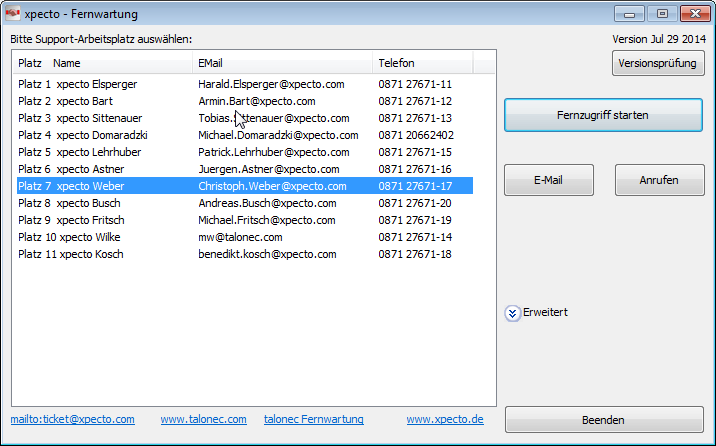 xpecto - Fernwartung
Bitte Support-Arbeitsplatz auswählen: Version Jul 29 2014
Versionsprüfung
Platz Name EMail Telefon
Platz 1 xpecto Elsperger Harald.Elsperger@xpecto.com 0871 27671-11
Platz 2 xpecto Bart Armin.Bart@xpecto.com 0871 27671-12
Platz 3 xpecto Sittenauer Tobias.Sittenauer@xpecto.com 0871 27671-13
Platz 4 xpecto Domaradzki Michael.Domaradzki@xpecto.com 0871 20662402
Platz 5 xpecto Lehrhuber Patrick.Lehrhuber@xpecto.com 0871 27671-15
Platz 6 xpecto Astner Juergen.Astner@xpecto.com 0871 27671-16
Platz 7 xpecto Weber Christoph.Weber@xpecto.com 0871 27671-17
Platz 8 xpecto Busch Andreas.Busch@xpecto.com 0871 27671-20
Platz 9 xpecto Fritsch Michael.Fritsch@xpecto.com 0871 27671-19
Platz 10 xpecto Wilke mw@talonec.com 0871 27671-14
Platz 11 xpecto Kosch benedikt.kosch@xpecto.com 0871 27671-18
Fernzugriff starten
E-Mail Anrufen
Erweitert
mailto:ticket@xpecto.com www.talonec.com talonec Fernwartung www.xpecto.de
Beenden